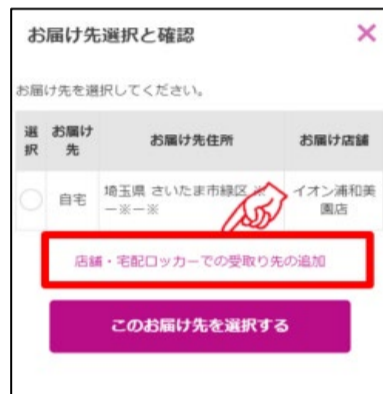 お届け先選択と確認
×
お届け先を選択してください。
選択 お届け先 お届け先住所 お届け店舗
自宅 埼玉県 さいたま市緑区 ※ー※ー※ イオン浦和美園店
店舗・宅配ロッカーでの受取り先の追加
このお届け先を選択する